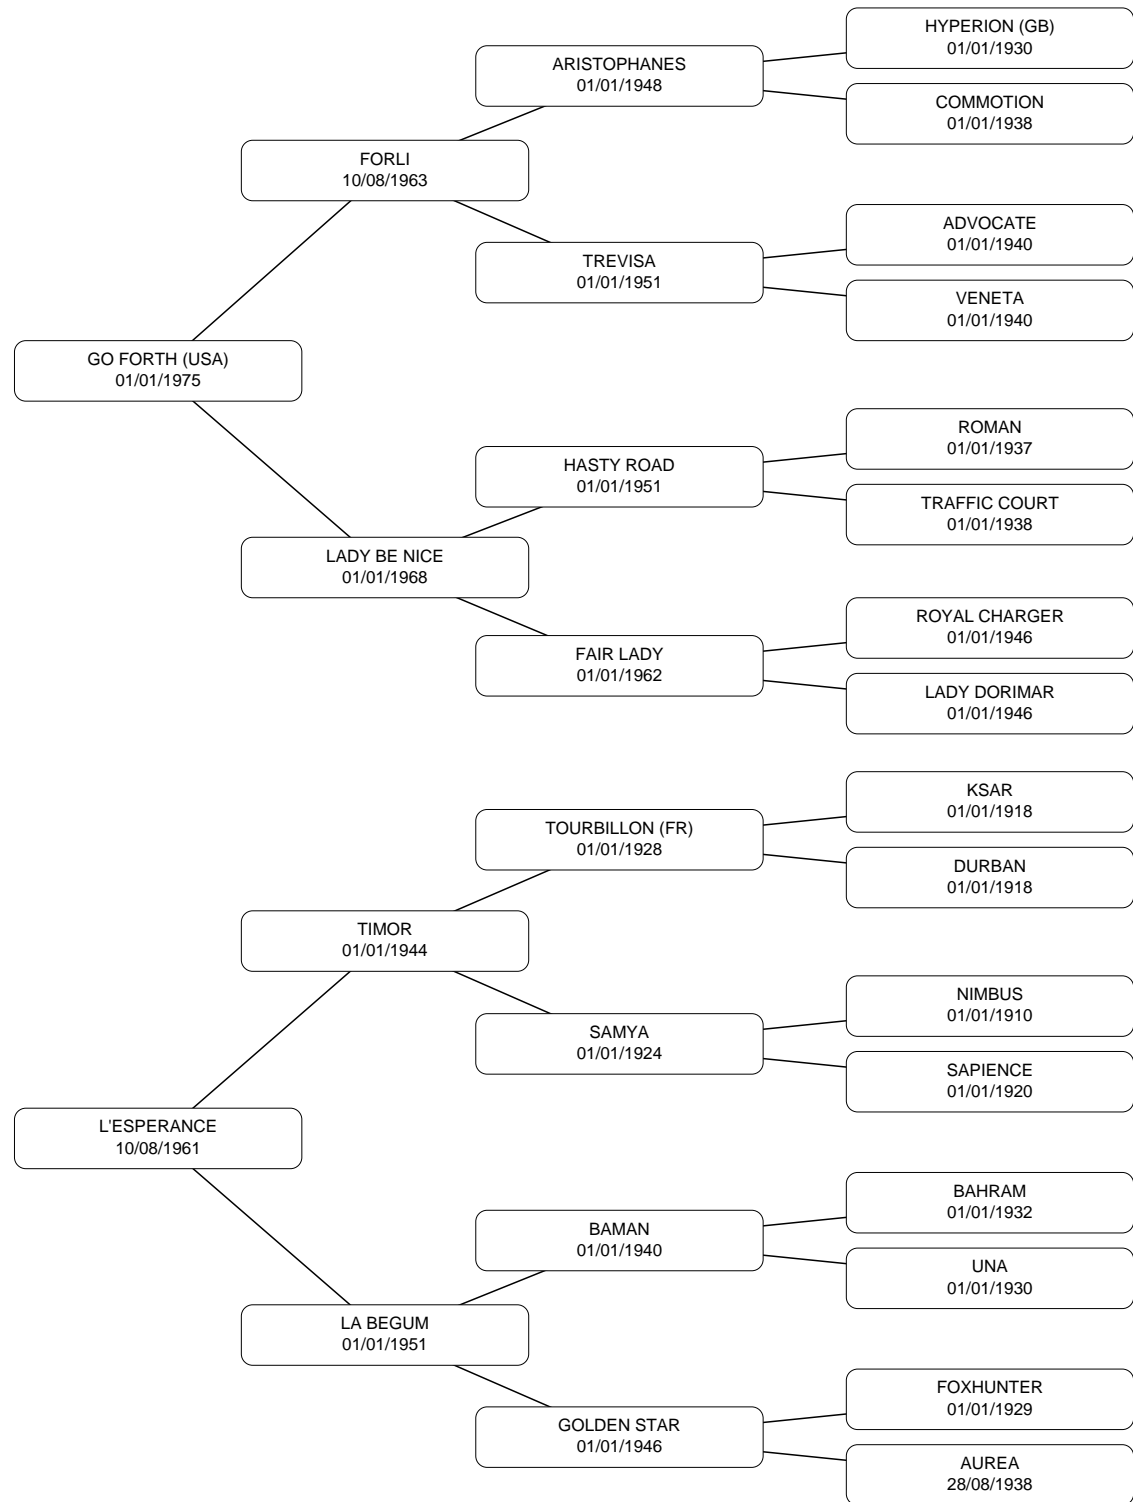 HYPERION (GB)
01/01/1930
ARISTOPHANES
01/01/1948
COMMOTION
01/01/1938
FORLI
10/08/1963
ADVOCATE
01/01/1940
TREVISA
01/01/1951
VENETA
01/01/1940
GO FORTH (USA)
01/01/1975
ROMAN
01/01/1937
HASTY ROAD
01/01/1951
TRAFFIC COURT
01/01/1938
LADY BE NICE
01/01/1968
ROYAL CHARGER
01/01/1946
FAIR LADY
01/01/1962
LADY DORIMAR
01/01/1946
KSAR
01/01/1918
TOURBILLON (FR)
01/01/1928
DURBAN
01/01/1918
TIMOR
01/01/1944
NIMBUS
01/01/1910
SAMYA
01/01/1924
SAPIENCE
01/01/1920
L'ESPERANCE
10/08/1961
BAHRAM
01/01/1932
BAMAN
01/01/1940
UNA
01/01/1930
LA BEGUM
01/01/1951
FOXHUNTER
01/01/1929
GOLDEN STAR
01/01/1946
AUREA
28/08/1938